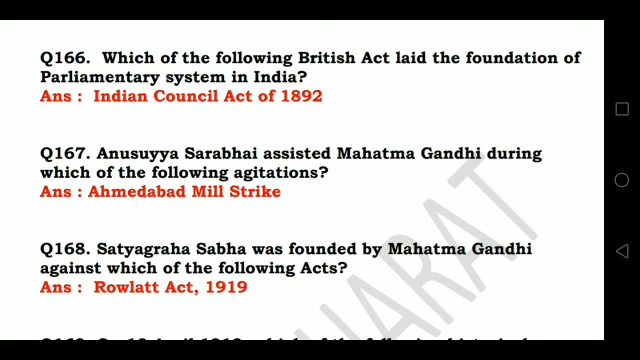 Q166. Which of the following British Act laid the foundation of
Parliamentary system in India?
Ans : Indian Council Act of 1892
Q167. Anusuyya Sarabhai assisted Mahatma Gandhi during
which of the following agitations?
Ans : Ahmedabad Mill Strike
Q168. Satyagraha Sabha was founded by Mahatma Gandhi
against which of the following Acts?
Ans : Rowlatt Act, 1919
HARAT